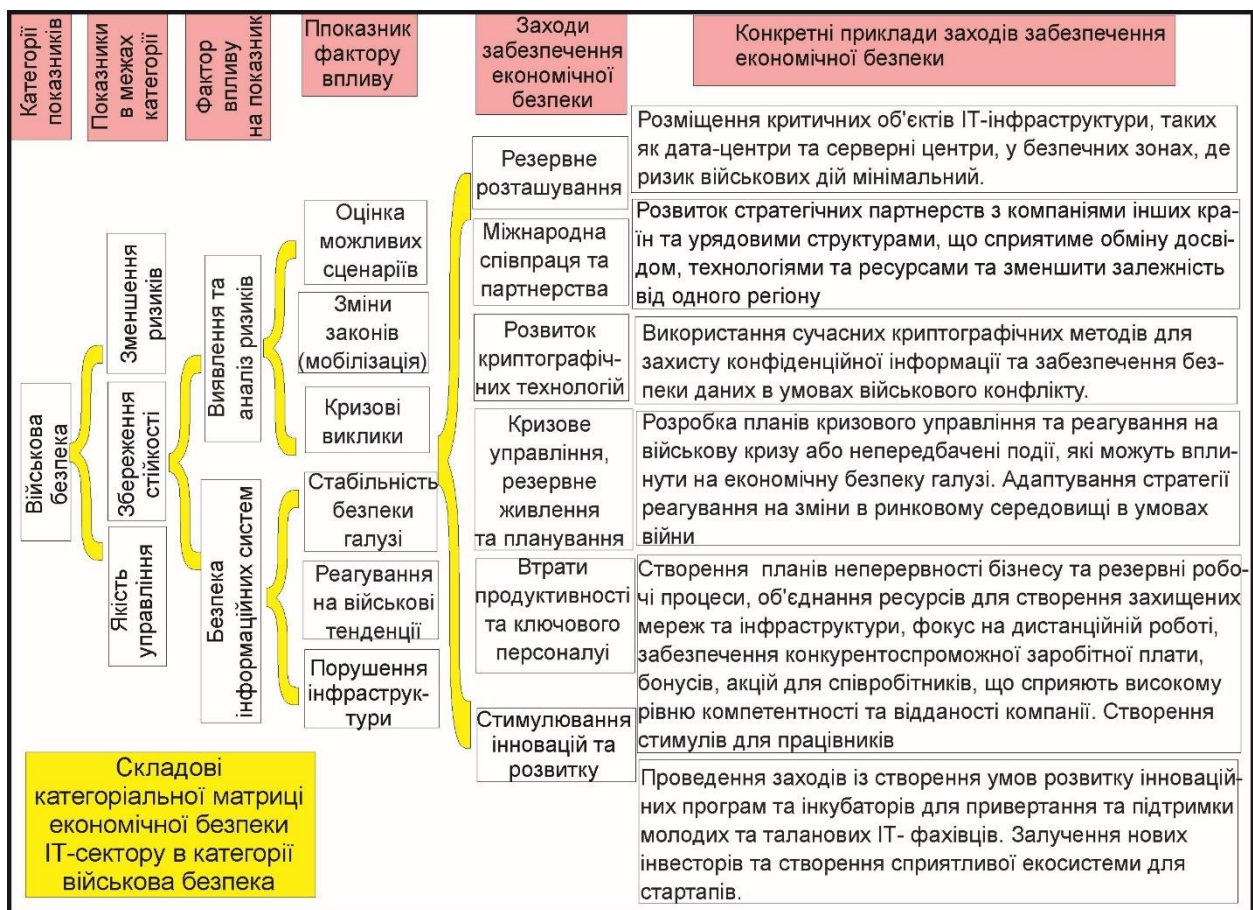 Категорії
показників
Показники
в межах
категорії
Фактор
впливу
на показник
Ппоказник
фактору
впливу
Заходи
забезпечення
економічної
безпеки
Конкретні приклади заходів забезпечення
економічної безпеки
Військова
безпека
Зменшення
ризиків
Збереження
стійкості
Якість
управління
Виявлення та
аналіз ризиків
Безпека
інформаційних систем
Оцінка
можливих
сценаріїв
Зміни
законів
(мобілізація)
Кризові
виклики
Стабільність
безпеки
галузі
Реагування
на військові
тенденції
Порушення
інфраструк-
тури
Резервне
розташування
Міжнародна
співпраця та
партнерства
Розвиток
криптографіч-
них технологій
Кризове
управління,
резервне
живлення
та планування
Втрати
продуктивності
та ключового
персоналуі
Стимулювання
інновацій та
розвитку
Розміщення критичних об'єктів ІТ-інфраструктури, таких
як дата-центри та серверні центри, у безпечних зонах, де
ризик військових дій мінімальний.
Розвиток стратегічних партнерств з компаніями інших кра-
їн та урядовими структурами, що сприятиме обміну досві-
дом, технологіями та ресурсами та зменшити залежність
від одного регіону
Використання сучасних криптографічних методів для
захисту конфіденційної інформації та забезпечення без-
пеки даних в умовах військового конфлікту.
Розробка планів кризового управління та реагування на
військову кризу або непередбачені події, які можуть впли-
нути на економічну безпеку галузі. Адаптування стратегії
реагування на зміни в ринковому середовищі в умовах
війни
Створення планів неперервності бізнесу та резервні робо-
чі процеси, об'єднання ресурсів для створення захищених
мереж та інфраструктури, фокус на дистанційній роботі,
забезпечення конкурентоспроможної заробітної плати,
бонусів, акцій для співробітників, що сприяють високому
рівню компетентності та відданості компанії. Створення
стимулів для працівників
Проведення заходів із створення умов розвитку інновацій-
них програм та інкубаторів для привертання та підтримки
молодих та таланових ІТ- фахівців. Залучення нових
інвесторів та створення сприятливої екосистеми для
стартапів.
Складові
категоріальної матриці
економічної безпеки
ІТ-сектору в категорії
військова безпека